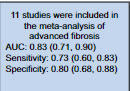 11 studies were included in
the meta-analysis of
advanced fibrosis
AUC: 0.83 (0.71, 0.90)
Sensitivity: 0.73 (0.60, 0.83)
Specificity: 0.80 (0.68, 0.88)